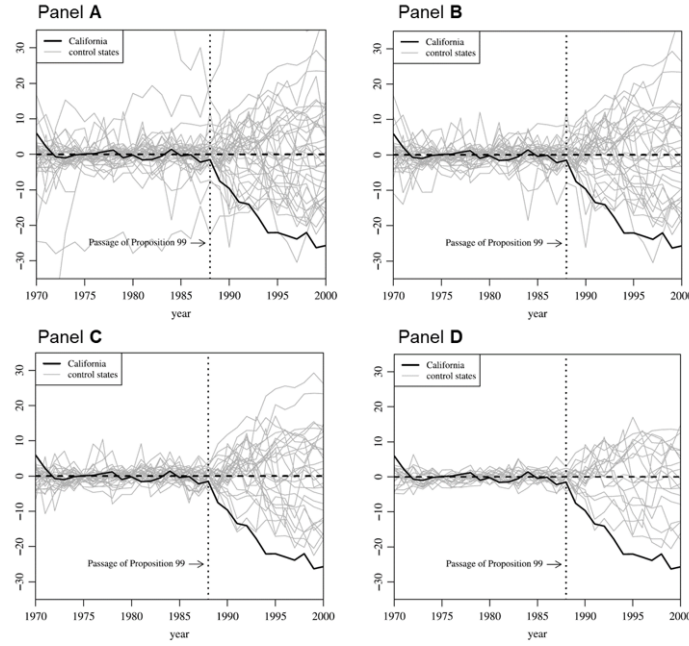 Panel A
California
control states
30
20
10
0
-10
-20
-30
Passage of Proposition 99
1970 1975 1980 1985 1990 1995 2000
year
Panel B
California
control states
30
20
10
0
-10
-20
-30
Passage of Proposition 99
1970 1975 1980 1985 1990 1995 2000
year
Panel C
California
control states
30
20
10
0
-10
-20
-30
Passage of Proposition 99
1970 1975 1980 1985 1990 1995 2000
year
Panel D
California
control states
30
20
10
0
-10
-20
-30
Passage of Proposition 99
1970 1975 1980 1985 1990 1995 2000
year